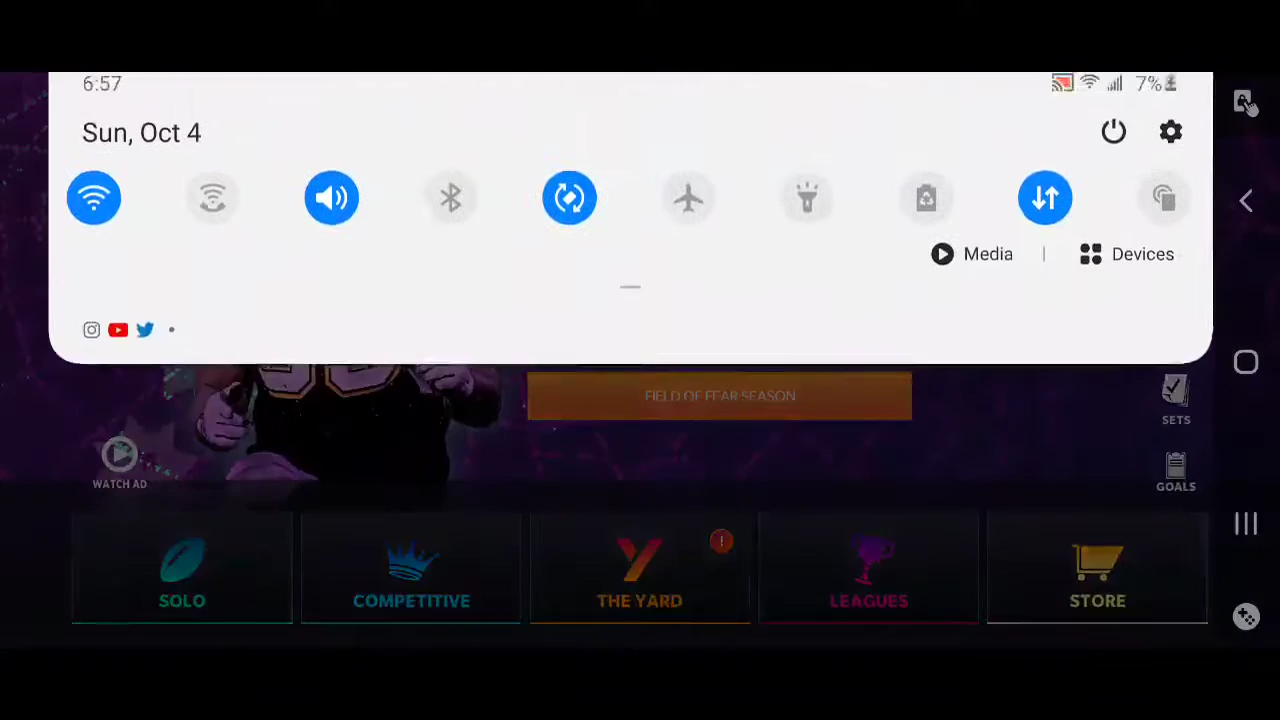 6:57 7%
Sun, Oct 4
Media | Devices
FIELD OF FEAR SEASON
SETS
WATCH AD
GOALS
SOLO COMPETITIVE THE YARD LEAGUES STORE